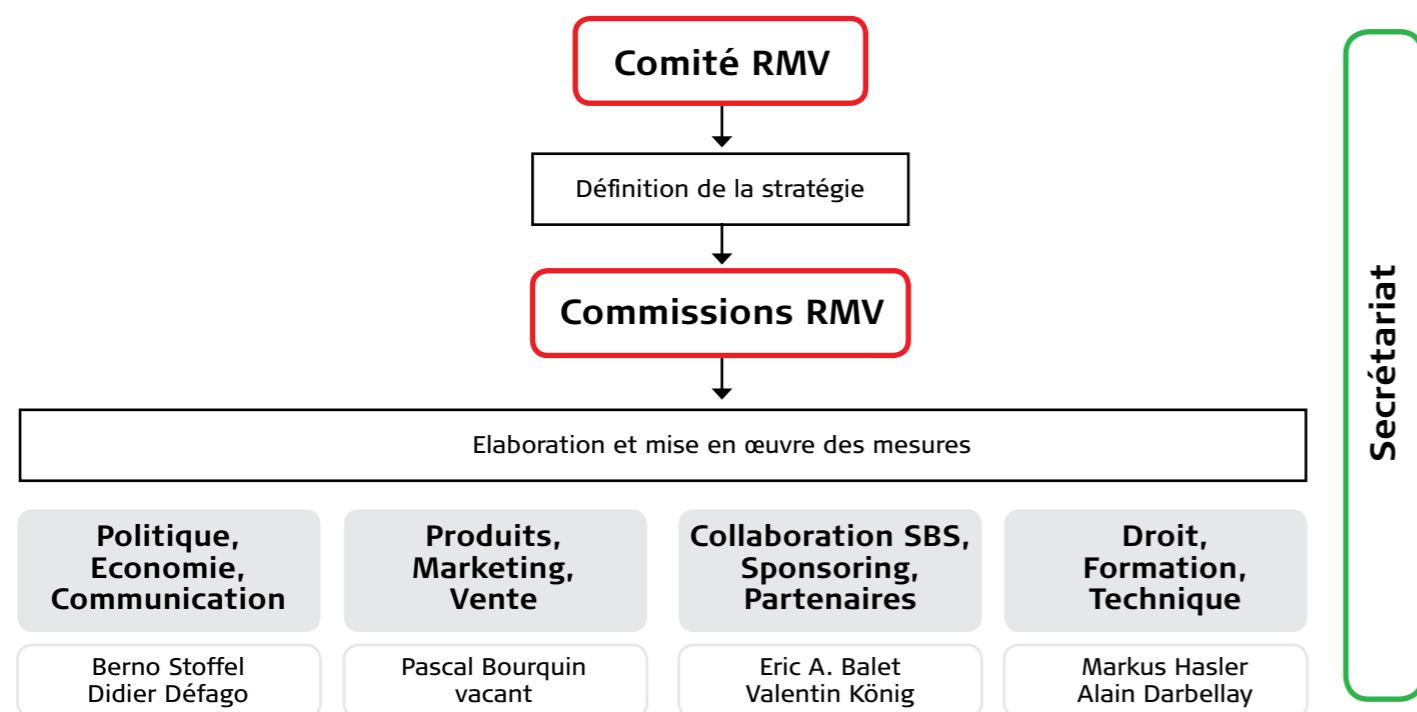 Comité RMV
Définition de la stratégie
Commissions RMV
Elaboration et mise en œuvre des mesures
Politique,
Economie,
Communication
Berno Stoffel
Didier Défago
Produits,
Marketing,
Vente
Pascal Bourquin
vacant
Collaboration SBS,
Sponsoring,
Partenaires
Eric A. Balet
Valentin König
Droit,
Formation,
Technique
Markus Hasler
Alain Darbellay
Secrétariat